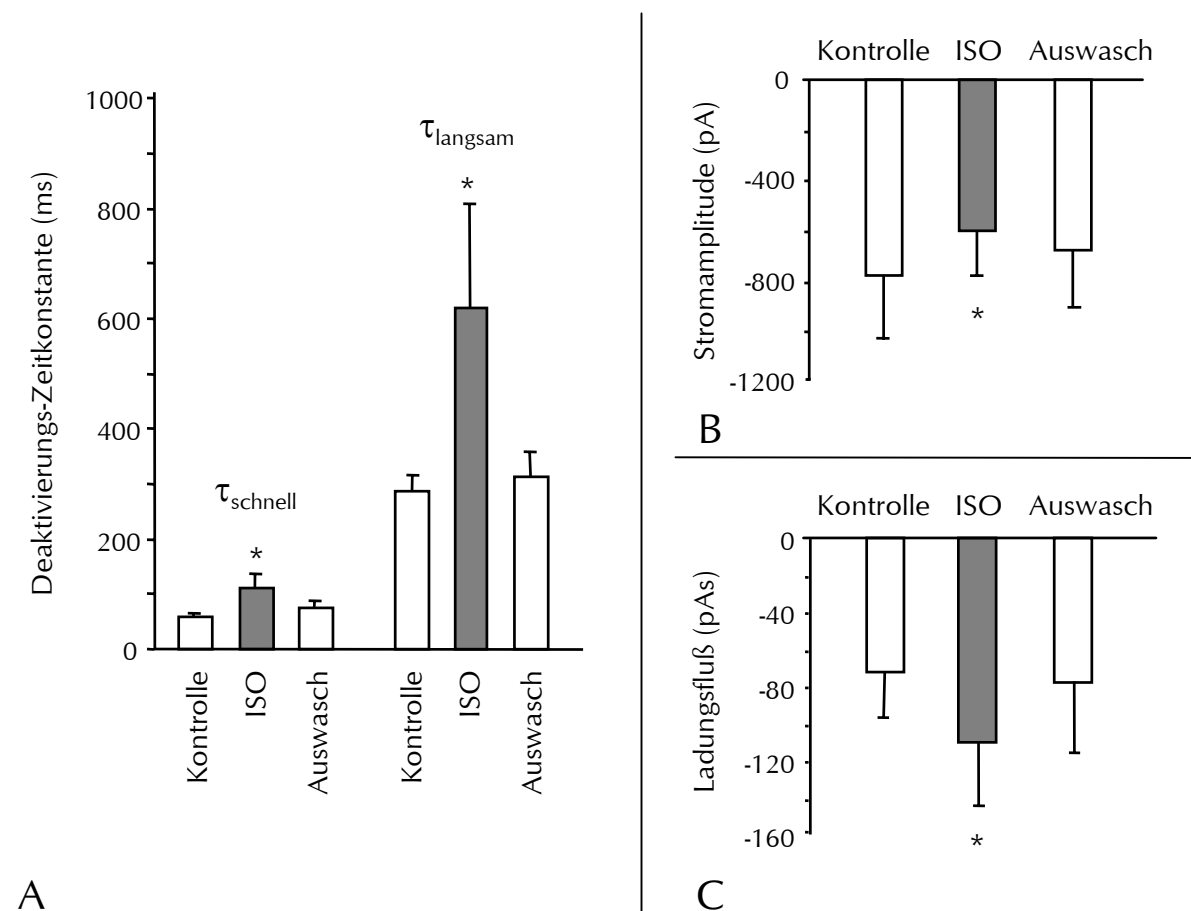 Deaktivierungs-Zeitkonstante (ms)
1000
800
600
400
200
0
τschnell
*
τlangsam
*
Kontrolle
ISO
Auswasch
Kontrolle
ISO
Auswasch
A
Kontrolle ISO Auswasch
Stromamplitude (pA)
0
-400
-800
-1200
*
B
Kontrolle ISO Auswasch
Ladungsfluß (pAs)
0
-40
-80
-120
-160
*
C